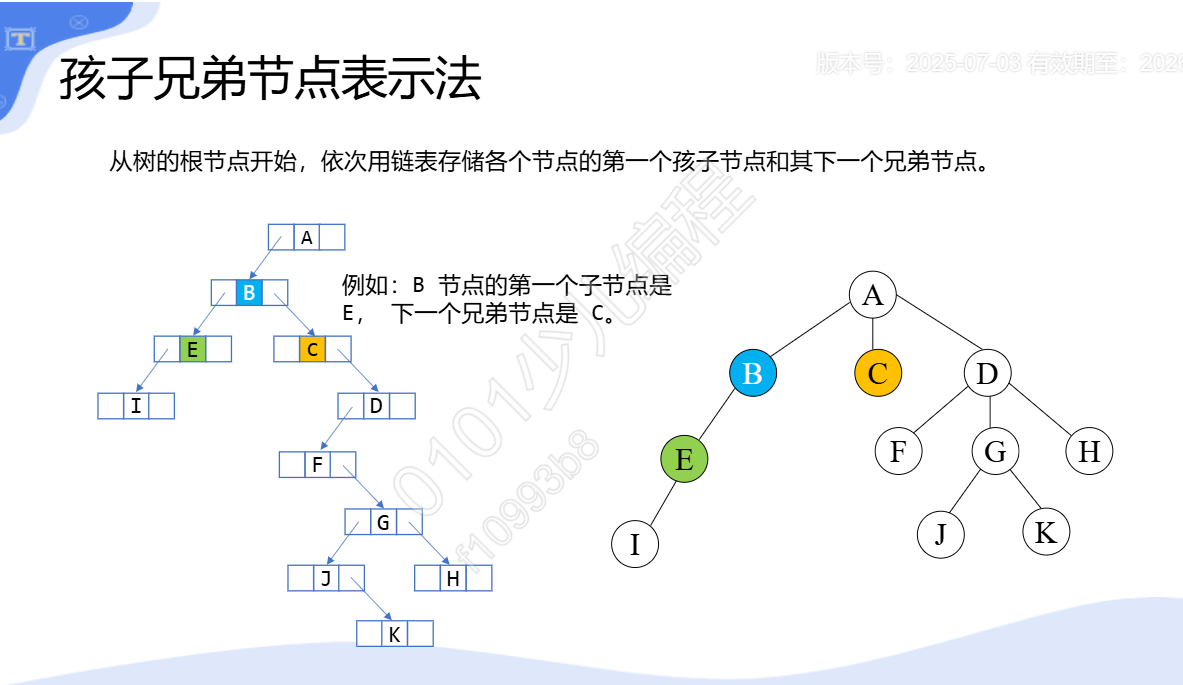 T
孩子兄弟节点表示法
版本号：2025-07-03 有效期至：2026
从树的根节点开始，依次用链表存储各个节点的第一个孩子节点和其下一个兄弟节点。
A
B
E
C
I
D
F
G
J
H
K
例如：B 节点的第一个子节点是
E， 下一个兄弟节点是 C。
A
B
C
D
E
F
G
H
I
J
K
0101少儿编程
f10993b8